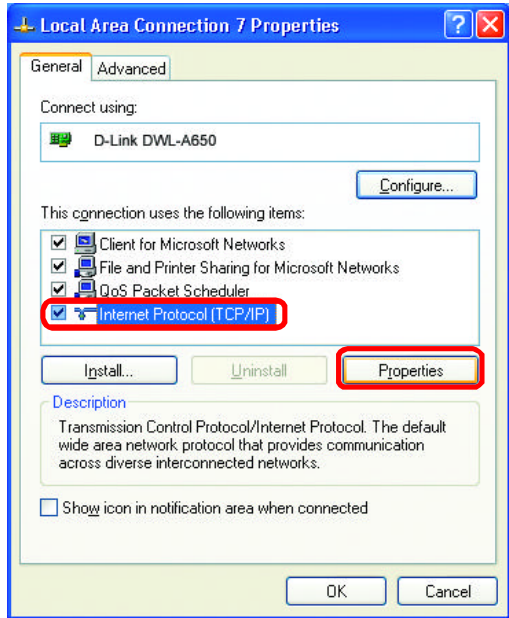 Local Area Connection 7 Properties
General Advanced
Connect using:
D-Link DWL-A650
Configure...
This connection uses the following items:
Client for Microsoft Networks
File and Printer Sharing for Microsoft Networks
QoS Packet Scheduler
Internet Protocol (TCP/IP)
Install... Uninstall Properties
Description
Transmission Control Protocol/Internet Protocol. The default
wide area network protocol that provides communication
across diverse interconnected networks.
Show icon in notification area when connected
OK Cancel